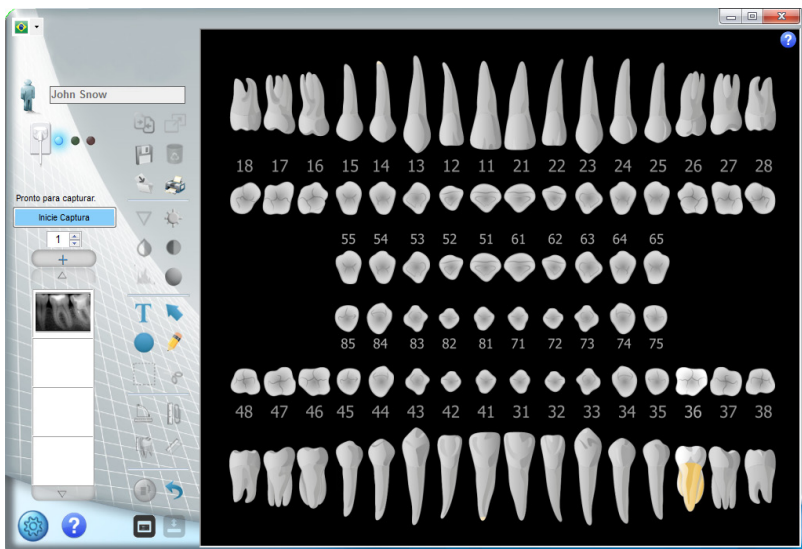 John Snow
Pronto para capturar.
Inicie Captura
1
18 17 16 15 14 13 12 11 21 22 23 24 25 26 27 28
55 54 53 52 51 61 62 63 64 65
85 84 83 82 81 71 72 73 74 75
48 47 46 45 44 43 42 41 31 32 33 34 35 36 37 38